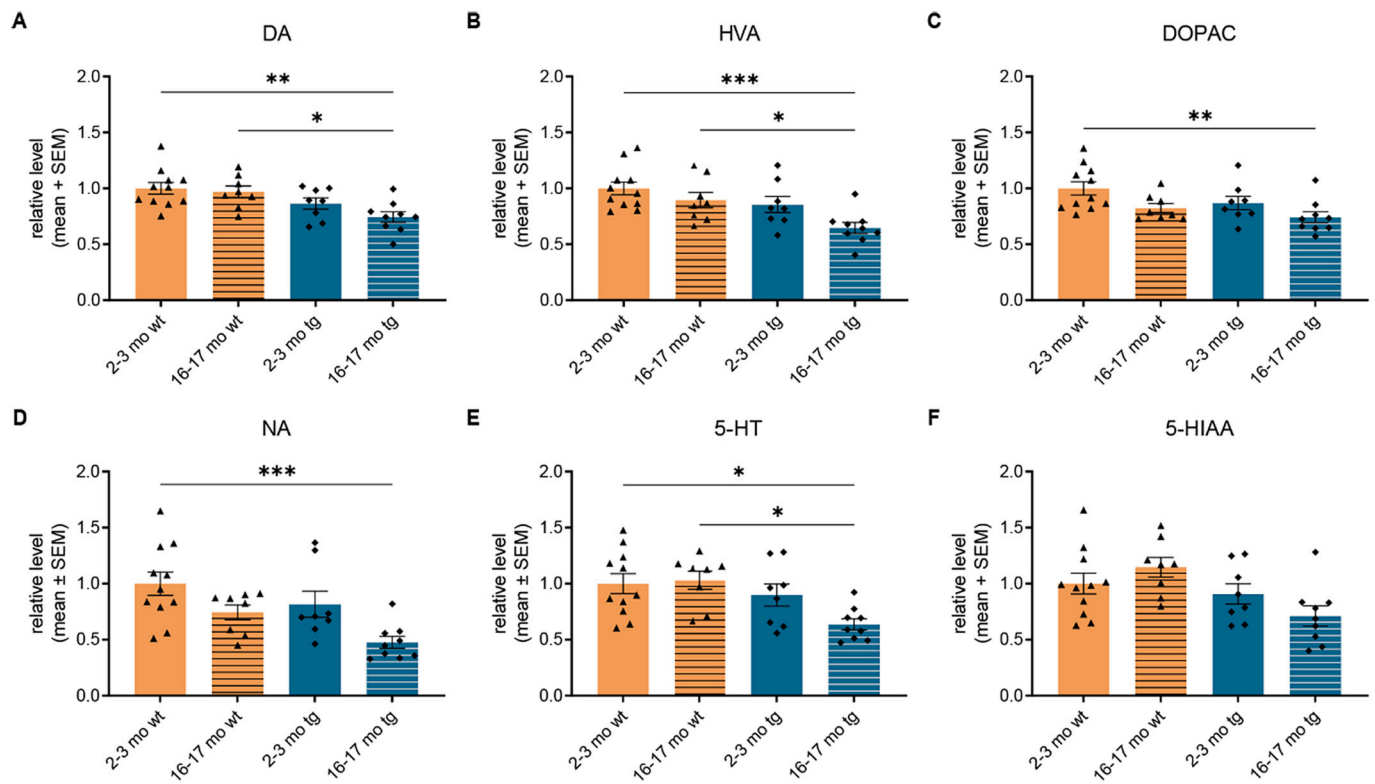 A
DA
**
*
relative level
(mean + SEM)
2.0
1.5
1.0
0.5
0.0
2-3 mo wt
16-17 mo wt
2-3 mo tg
16-17 mo tg
B
HVA
***
*
relative level
(mean + SEM)
2.0
1.5
1.0
0.5
0.0
2-3 mo wt
16-17 mo wt
2-3 mo tg
16-17 mo tg
C
DOPAC
**
relative level
(mean + SEM)
2.0
1.5
1.0
0.5
0.0
2-3 mo wt
16-17 mo wt
2-3 mo tg
16-17 mo tg
D
NA
***
relative level
(mean ± SEM)
2.0
1.5
1.0
0.5
0.0
2-3 mo wt
16-17 mo wt
2-3 mo tg
16-17 mo tg
E
5-HT
*
*
relative level
(mean ± SEM)
2.0
1.5
1.0
0.5
0.0
2-3 mo wt
16-17 mo wt
2-3 mo tg
16-17 mo tg
F
5-HIAA
relative level
(mean + SEM)
2.0
1.5
1.0
0.5
0.0
2-3 mo wt
16-17 mo wt
2-3 mo tg
16-17 mo tg